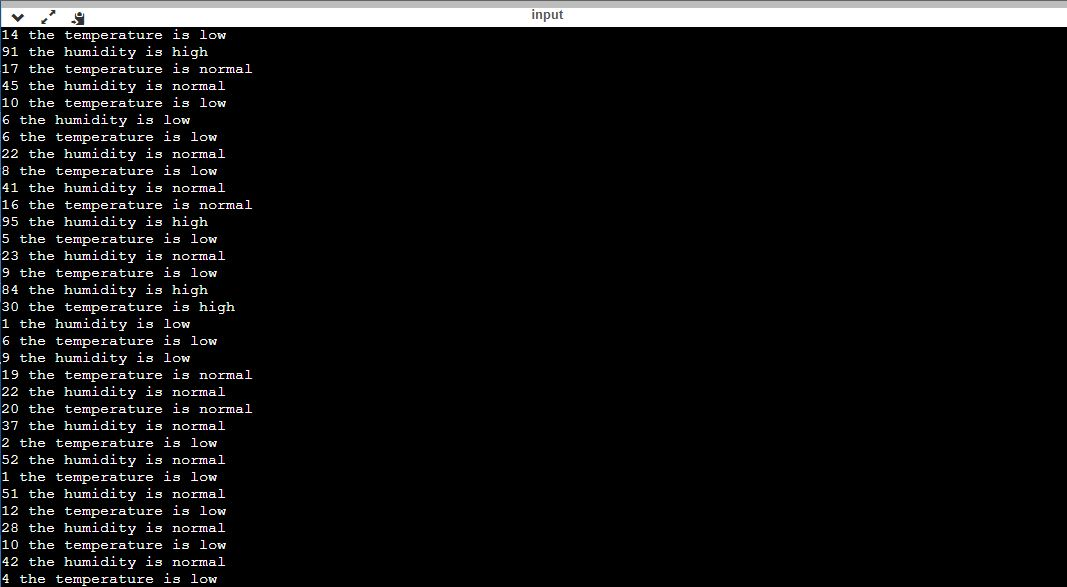 input
14 the temperature is low
91 the humidity is high
17 the temperature is normal
45 the humidity is normal
10 the temperature is low
6 the humidity is low
6 the temperature is low
22 the humidity is normal
8 the temperature is low
41 the humidity is normal
16 the temperature is normal
95 the humidity is high
5 the temperature is low
23 the humidity is normal
9 the temperature is low
84 the humidity is high
30 the temperature is high
1 the humidity is low
6 the temperature is low
9 the humidity is low
19 the temperature is normal
22 the humidity is normal
20 the temperature is normal
37 the humidity is normal
2 the temperature is low
52 the humidity is normal
1 the temperature is low
51 the humidity is normal
12 the temperature is low
28 the humidity is normal
10 the temperature is low
42 the humidity is normal
4 the temperature is low